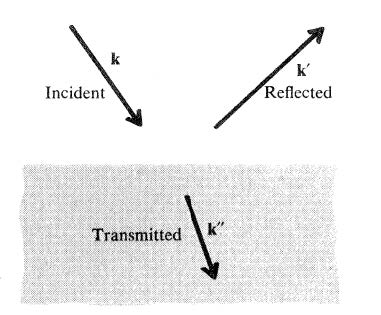 k
Incident
k′
Reflected
Transmitted k″